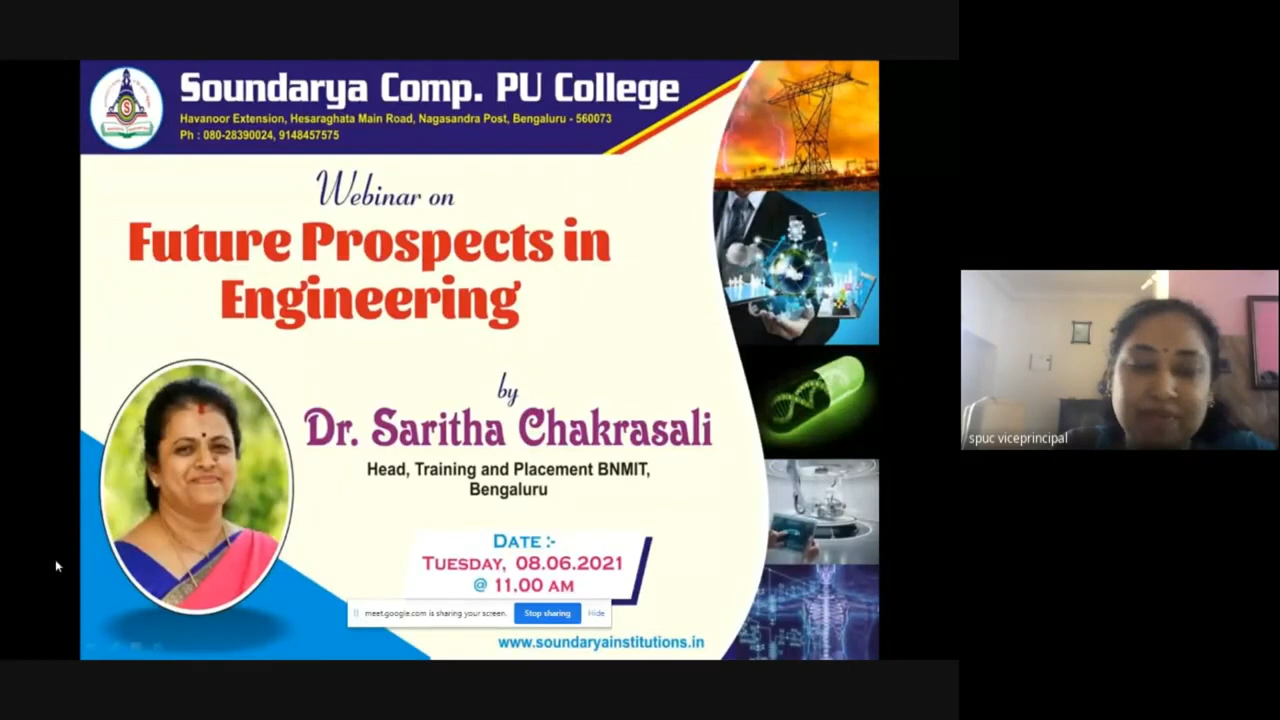 Soundarya Comp. PU College
Havanoor Extension, Hesaraghata Main Road, Nagasandra Post, Bengaluru - 560073
Ph : 080-28390024, 9148457575
Webinar on
Future Prospects in
Engineering
by
Dr. Saritha Chakrasali
Head, Training and Placement BNMIT,
Bengaluru
DATE :-
TUESDAY, 08.06.2021
@ 11.00 AM
meet.google.com is sharing your screen. Stop sharing Hide
www.soundaryainstitutions.in
spuc viceprincipal